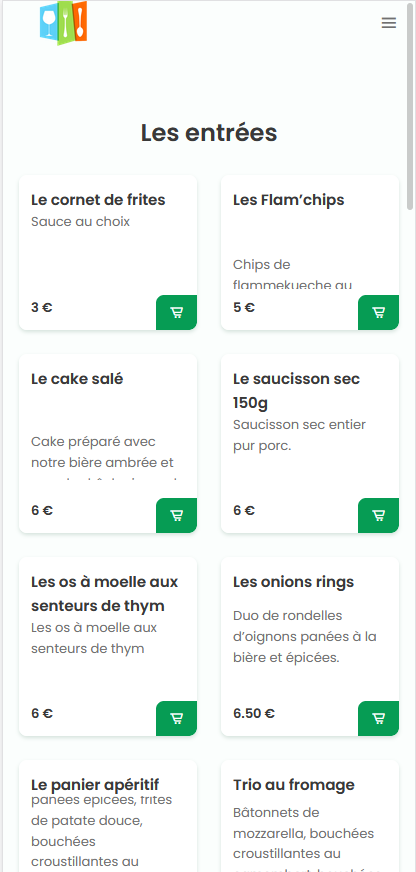 Les entrées
Le cornet de frites
Sauce au choix
3 €
Les Flam’chips
Chips de
flammekueche au
5 €
Le cake salé
Cake préparé avec
notre bière ambrée et
6 €
Le saucisson sec
150g
Saucisson sec entier
pur porc.
6 €
Les os à moelle aux
senteurs de thym
Les os à moelle aux
senteurs de thym
6 €
Les onions rings
Duo de rondelles
d’oignons panées à la
bière et épicées.
6.50 €
Le panier apéritif
panées épicées, frites
de patate douce,
bouchées
croustillantes au
Trio au fromage
Bâtonnets de
mozzarella, bouchées
croustillantes au